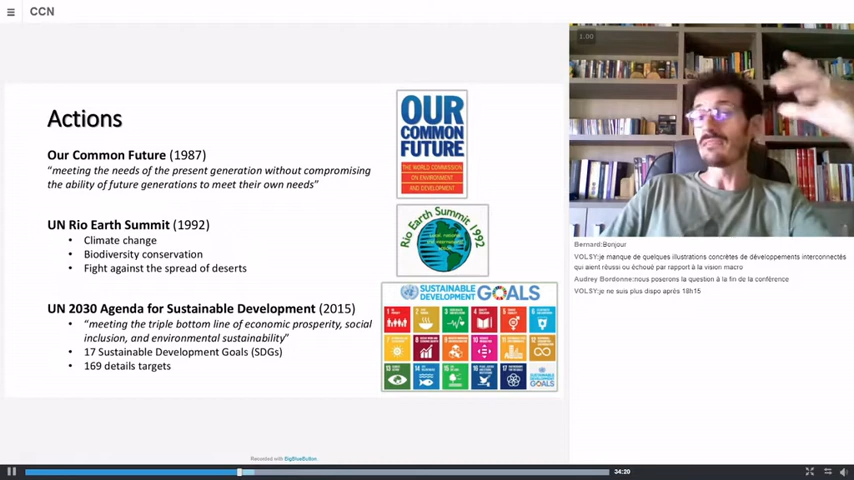 CCN
Actions
Our Common Future (1987)
“meeting the needs of the present generation without compromising
the ability of future generations to meet their own needs”
UN Rio Earth Summit (1992)
• Climate change
• Biodiversity conservation
• Fight against the spread of deserts
UN 2030 Agenda for Sustainable Development (2015)
• “meeting the triple bottom line of economic prosperity, social
inclusion, and environmental sustainability”
• 17 Sustainable Development Goals (SDGs)
• 169 details targets
OUR
COMMON
FUTURE
THE WORLD COMMISSION
ON ENVIRONMENT
AND DEVELOPMENT
Rio Earth Summit 1992
SUSTAINABLE
DEVELOPMENT
GOALS
1:00
Bernard:Bonjour
VOLSY:je manque de quelques illustrations concrètes de développements interconnectés
qui aient réussi ou échoué par rapport à la vision macro
Audrey Bordonne:nous poserons la question à la fin de la conférence
VOLSY:je ne suis plus dispo après 18h15
Recorded with BigBlueButton.
34:20